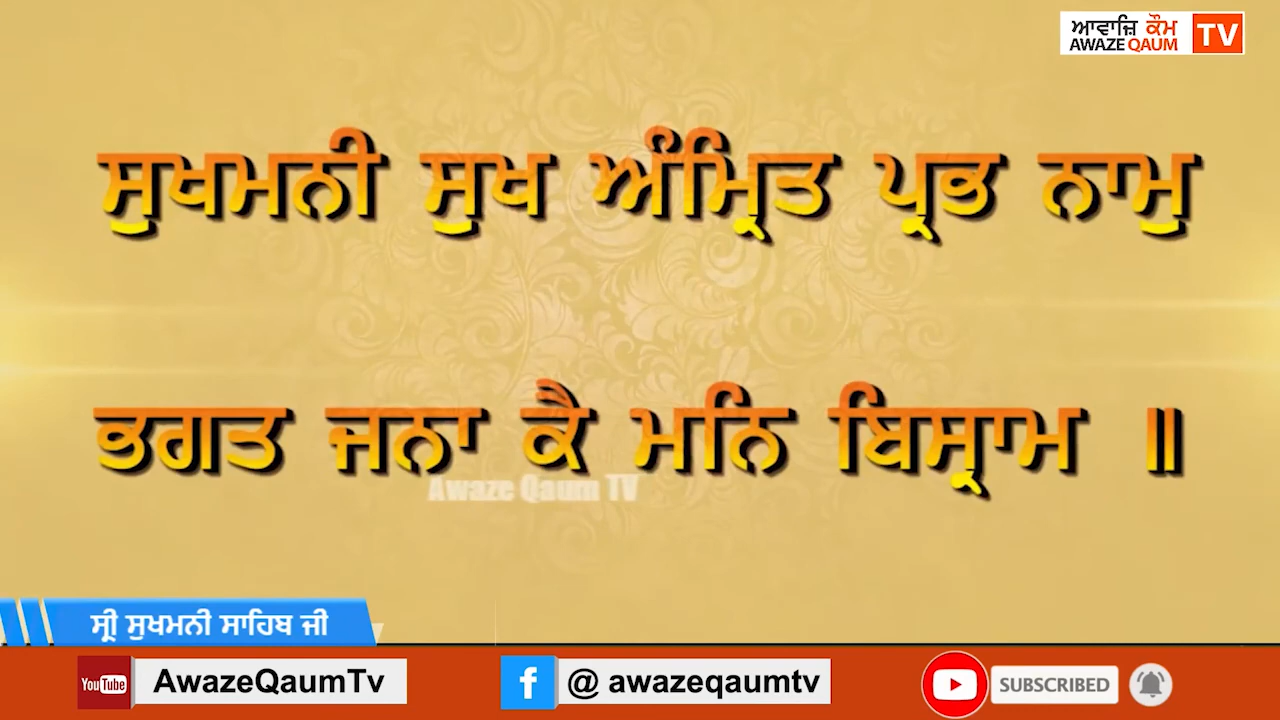 ਆਵਾਜ਼ਿ ਕੌਮ
AWAZE QAUM TV
ਸੁਖਮਨੀ ਸੁਖ ਅੰਮ੍ਰਿਤ ਪ੍ਰਭ ਨਾਮੁ
ਭਗਤ ਜਨਾ ਕੈ ਮਨਿ ਬਿਸ੍ਰਾਮ ॥
Awaze Qaum TV
ਸ੍ਰੀ ਸੁਖਮਨੀ ਸਾਹਿਬ ਜੀ
YouTube AwazeQaumTv f @ awazeqaumtv SUBSCRIBED